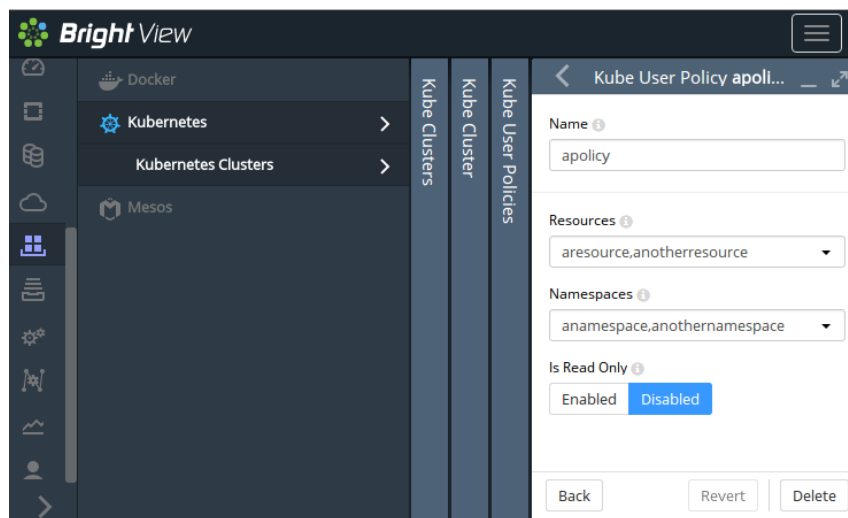 Bright View
Docker
Kubernetes
Kubernetes Clusters
Mesos
Kube Clusters
Kube Cluster
Kube User Policies
Kube User Policy apoli...
Name
apolicy
Resources
aresource,anotherresource
Namespaces
anamespace,anothernamespace
Is Read Only
Enabled Disabled
Back Revert Delete